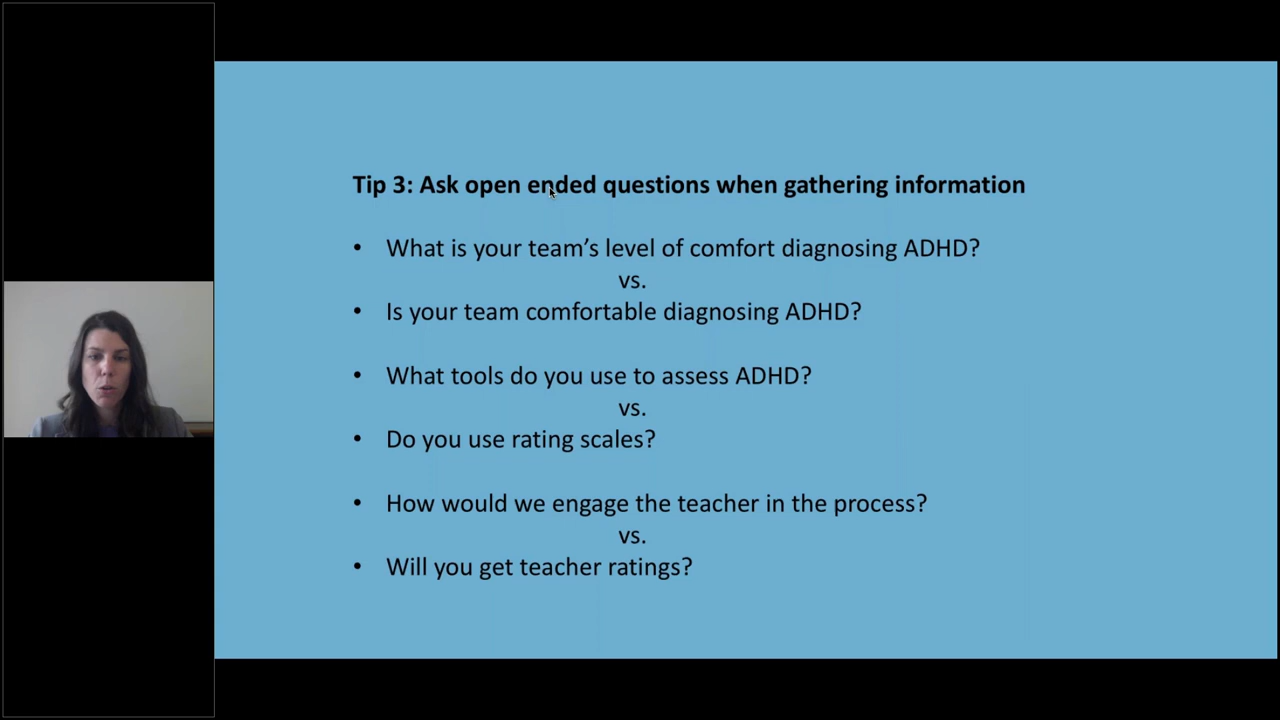 Tip 3: Ask open ended questions when gathering information
• What is your team’s level of comfort diagnosing ADHD?
vs.
• Is your team comfortable diagnosing ADHD?
• What tools do you use to assess ADHD?
vs.
• Do you use rating scales?
• How would we engage the teacher in the process?
vs.
• Will you get teacher ratings?